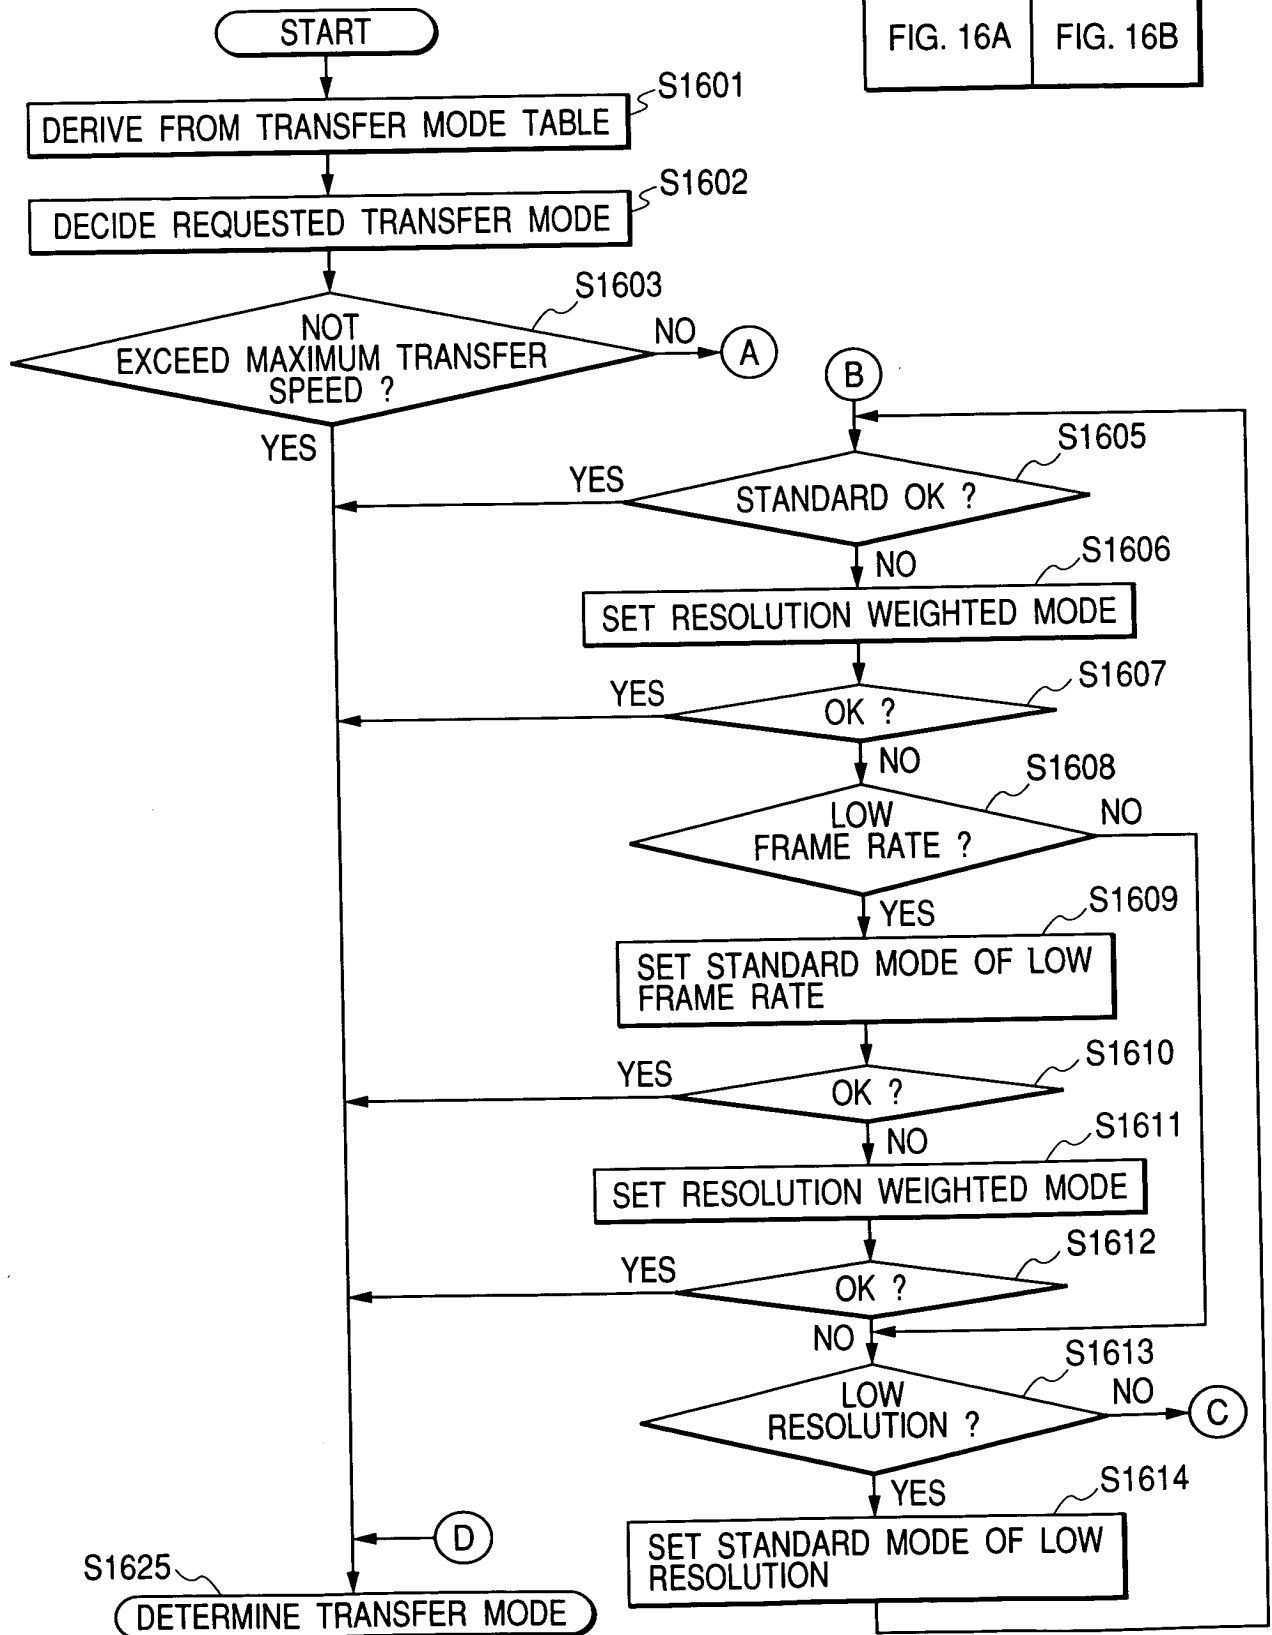 START
FIG. 16A
FIG. 16B
S1601
DERIVE FROM TRANSFER MODE TABLE
S1602
DECIDE REQUESTED TRANSFER MODE
S1603
NOT
EXCEED MAXIMUM TRANSFER
SPEED ?
NO
A
YES
B
S1605
STANDARD OK ?
YES
NO
S1606
SET RESOLUTION WEIGHTED MODE
S1607
OK ?
YES
NO
S1608
LOW
FRAME RATE ?
NO
YES
S1609
SET STANDARD MODE OF LOW
FRAME RATE
S1610
OK ?
YES
NO
S1611
SET RESOLUTION WEIGHTED MODE
S1612
OK ?
YES
NO
S1613
LOW
RESOLUTION ?
NO
C
YES
S1614
SET STANDARD MODE OF LOW
RESOLUTION
D
S1625
DETERMINE TRANSFER MODE